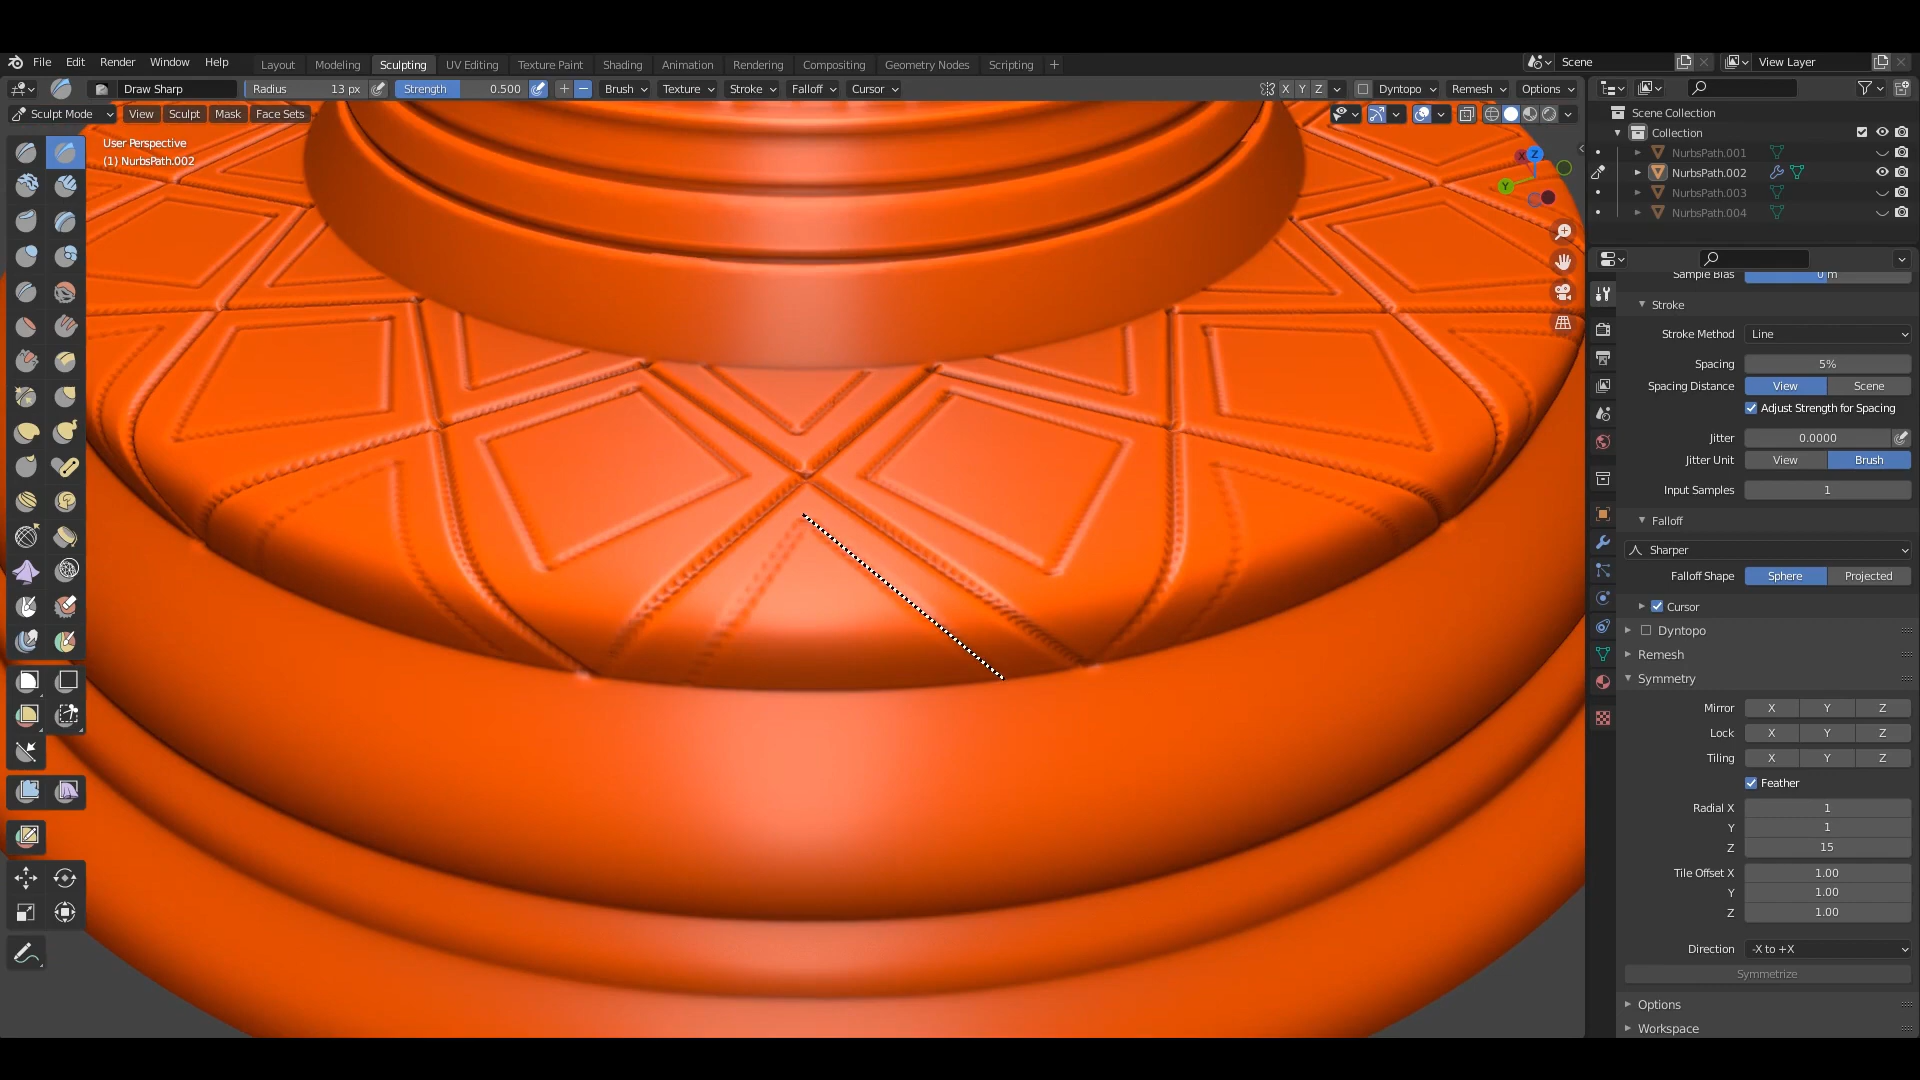 File Edit Render Window Help Layout Modeling Sculpting UV Editing Texture Paint Shading Animation Rendering Compositing Geometry Nodes Scripting + Scene View Layer
Draw Sharp Radius 13 px Strength 0.500 Brush Texture Stroke Falloff Cursor X Y Z Dyntopo Remesh Options
Sculpt Mode View Sculpt Mask Face Sets
User Perspective
(1) NurbsPath.002
X Z
Y
Scene Collection
Collection
NurbsPath.001
NurbsPath.002
NurbsPath.003
NurbsPath.004
Sample Bias 0 m
Stroke
Stroke Method Line
Spacing 5%
Spacing Distance View Scene
Adjust Strength for Spacing
Jitter 0.0000
Jitter Unit View Brush
Input Samples 1
Falloff
Sharper
Falloff Shape Sphere Projected
Cursor
Dyntopo
Remesh
Symmetry
Mirror X Y Z
Lock X Y Z
Tiling X Y Z
Feather
Radial X 1
Y 1
Z 15
Tile Offset X 1.00
Y 1.00
Z 1.00
Direction -X to +X
Symmetrize
Options
Workspace